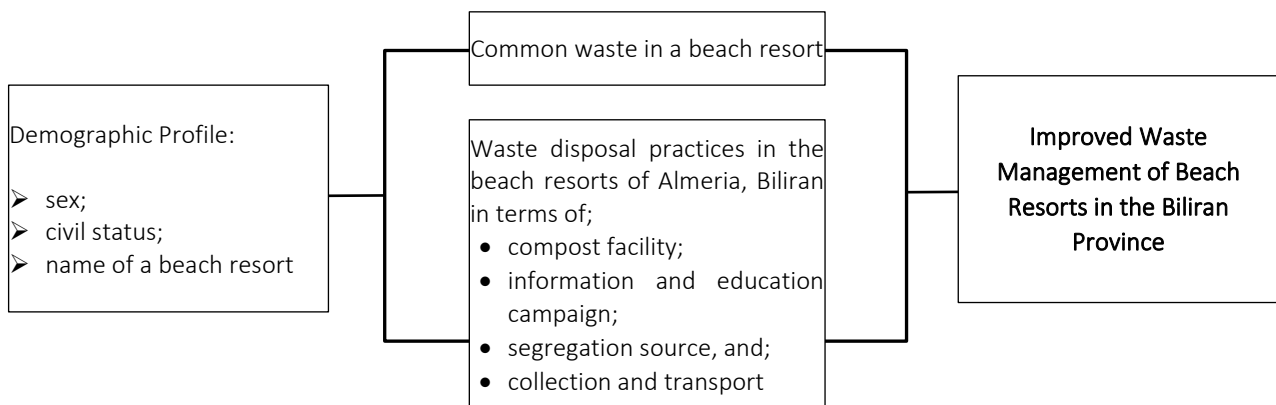 Demographic Profile:
➢ sex;
➢ civil status;
➢ name of a beach resort
Common waste in a beach resort
Waste disposal practices in the
beach resorts of Almeria, Biliran
in terms of;
• compost facility;
• information and education
campaign;
• segregation source, and;
• collection and transport
Improved Waste
Management of Beach
Resorts in the Biliran
Province